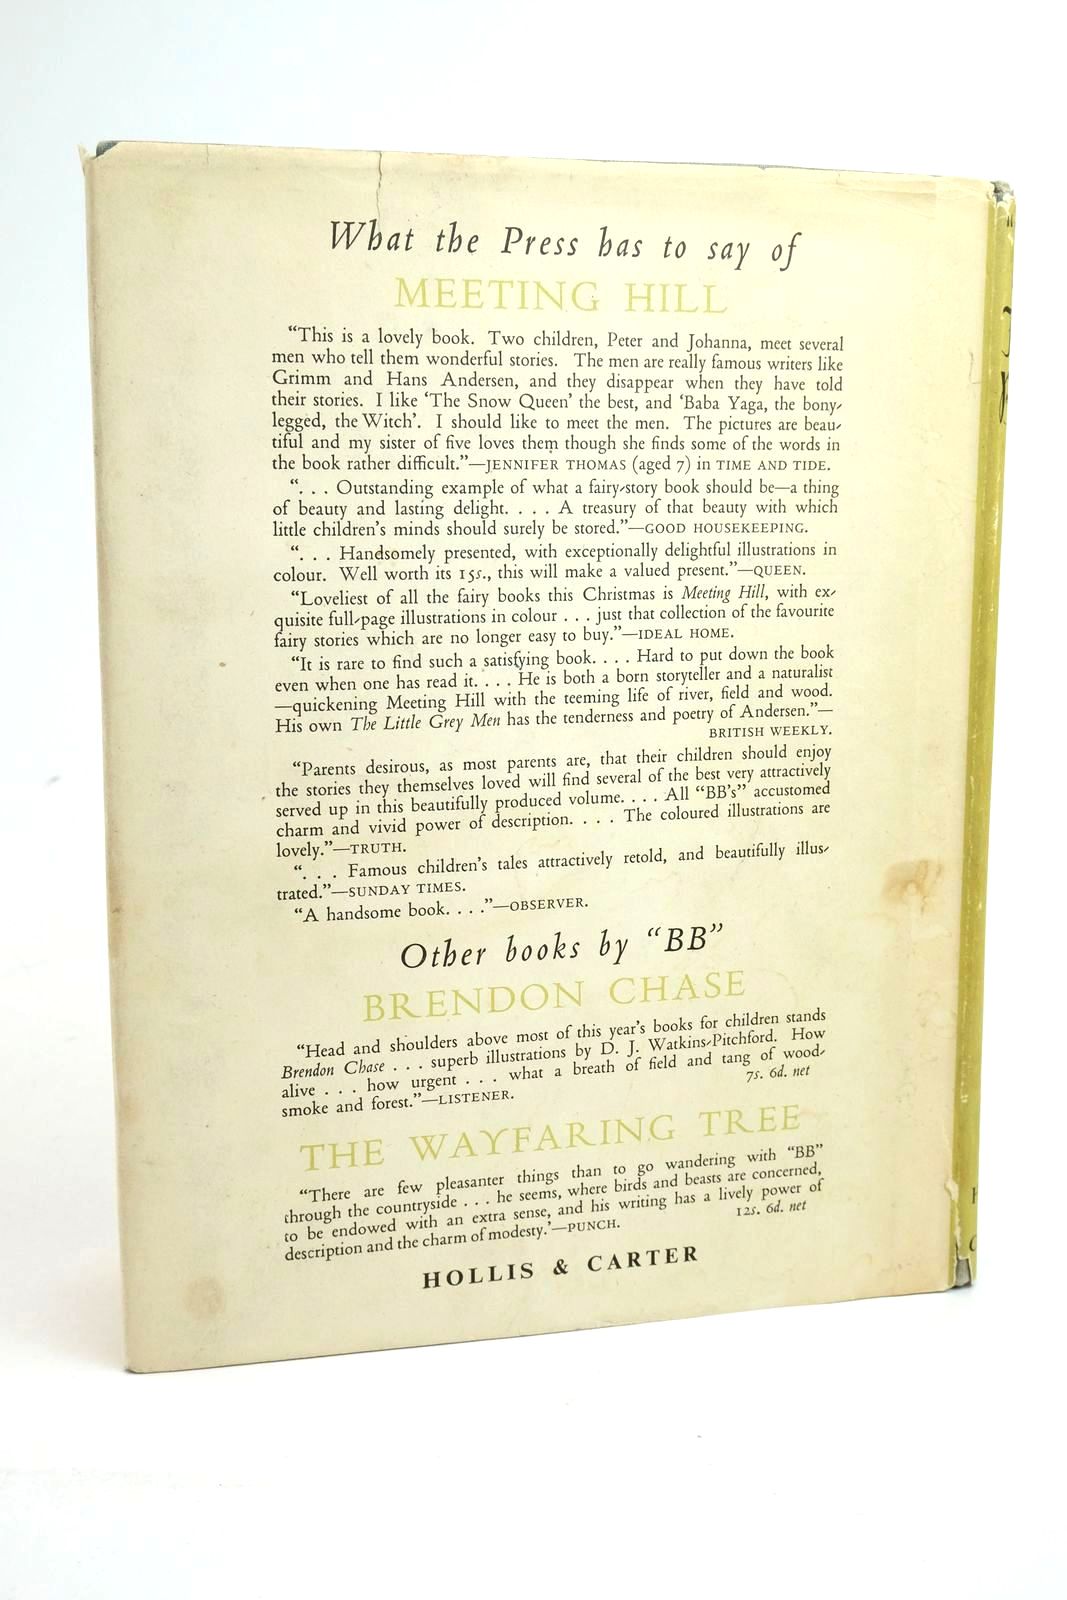 What the Press has to say of
MEETING HILL
“This is a lovely book. Two children, Peter and Johanna, meet several
men who tell them wonderful stories. The men are really famous writers like
Grimm and Hans Andersen, and they disappear when they have told
their stories. I like ‘The Snow Queen’ the best, and ‘Baba Yaga, the bony-
legged, the Witch’. I should like to meet the men. The pictures are beau-
tiful and my sister of five loves them though she finds some of the words in
the book rather difficult.”—JENNIFER THOMAS (aged 7) in TIME AND TIDE.
“. . . Outstanding example of what a fairy-story book should be—a thing
of beauty and lasting delight. . . . A treasury of that beauty with which
little children’s minds should surely be stored.”—GOOD HOUSEKEEPING.
“. . . Handsomely presented, with exceptionally delightful illustrations in
colour. Well worth its 15s., this will make a valued present.”—QUEEN.
“Loveliest of all the fairy books this Christmas is Meeting Hill, with ex-
quisite full-page illustrations in colour . . . just that collection of the favourite
fairy stories which are no longer easy to buy.”—IDEAL HOME.
“It is rare to find such a satisfying book. . . . Hard to put down the book
even when one has read it. . . . He is both a born storyteller and a naturalist
—quickening Meeting Hill with the teeming life of river, field and wood.
His own The Little Grey Men has the tenderness and poetry of Andersen.”—
BRITISH WEEKLY.
“Parents desirous, as most parents are, that their children should enjoy
the stories they themselves loved will find several of the best very attractively
served up in this beautifully produced volume. . . . All “BB’s” accustomed
charm and vivid power of description. . . . The coloured illustrations are
lovely.”—TRUTH.
“. . . Famous children’s tales attractively retold, and beautifully illus-
trated.”—SUNDAY TIMES.
“A handsome book. . . .”—OBSERVER.
Other books by “BB”
BRENDON CHASE
“Head and shoulders above most of this year’s books for children stands
Brendon Chase . . . superb illustrations by D. J. Watkins-Pitchford. How
alive . . . how urgent . . . what a breath of field and tang of wood-
smoke and forest.”—LISTENER. 7s. 6d. net
THE WAYFARING TREE
“There are few pleasanter things than to go wandering with “BB”
through the countryside . . . he seems, where birds and beasts are concerned,
to be endowed with an extra sense, and his writing has a lively power of
description and the charm of modesty.’—PUNCH. 12s. 6d. net
HOLLIS & CARTER